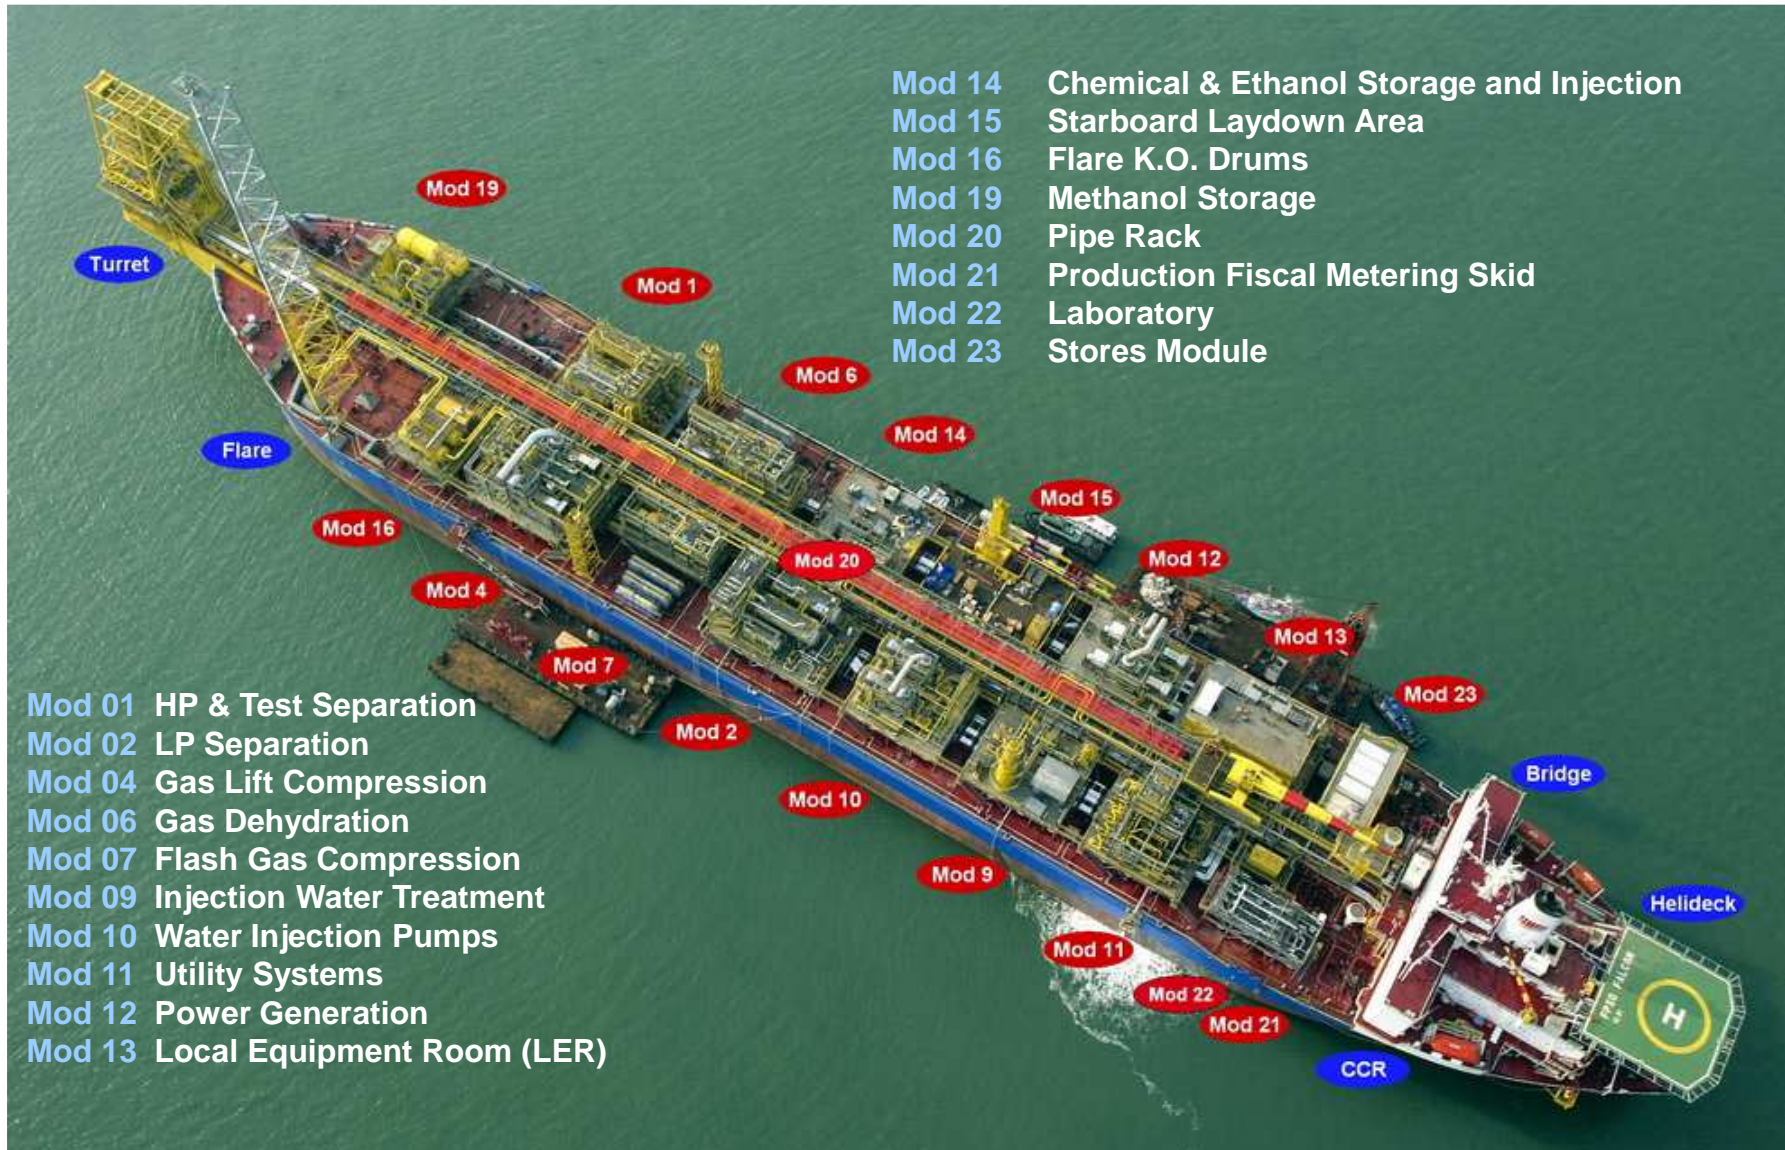 Mod 14 Chemical & Ethanol Storage and Injection
Mod 15 Starboard Laydown Area
Mod 16 Flare K.O. Drums
Mod 19 Methanol Storage
Mod 20 Pipe Rack
Mod 21 Production Fiscal Metering Skid
Mod 22 Laboratory
Mod 23 Stores Module
Mod 19
Turret
Mod 1
Mod 6
Flare
Mod 14
Mod 15
Mod 16
Mod 20
Mod 12
Mod 4
Mod 13
Mod 7
Mod 23
Mod 2
Bridge
Mod 10
Mod 9
Helideck
Mod 11
Mod 22
Mod 21
CCR
FPSO FALCON
H
Mod 01 HP & Test Separation
Mod 02 LP Separation
Mod 04 Gas Lift Compression
Mod 06 Gas Dehydration
Mod 07 Flash Gas Compression
Mod 09 Injection Water Treatment
Mod 10 Water Injection Pumps
Mod 11 Utility Systems
Mod 12 Power Generation
Mod 13 Local Equipment Room (LER)